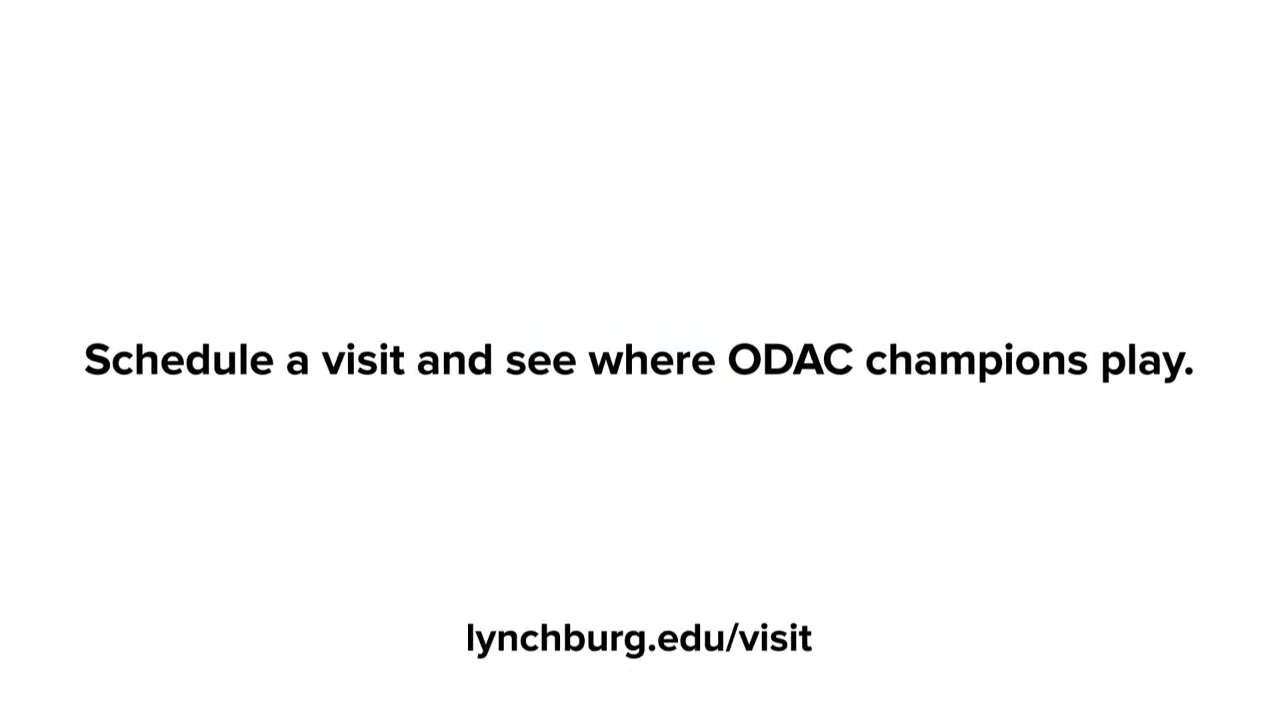 Schedule a visit and see where ODAC champions play.
lynchburg.edu/visit